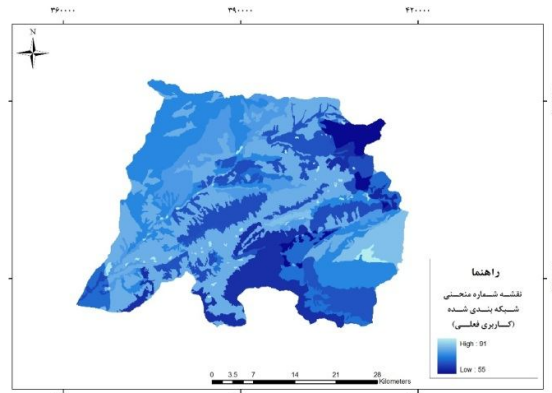 ۳۶۰۰۰۰ ۳۹۰۰۰۰ ۴۲۰۰۰۰
N
راهنما
نقشه شماره منحنی
شبکه بندی شده
(کاربری فعلی)
High : 91
Low : 55
0 3.5 7 14 21 28
Kilometers